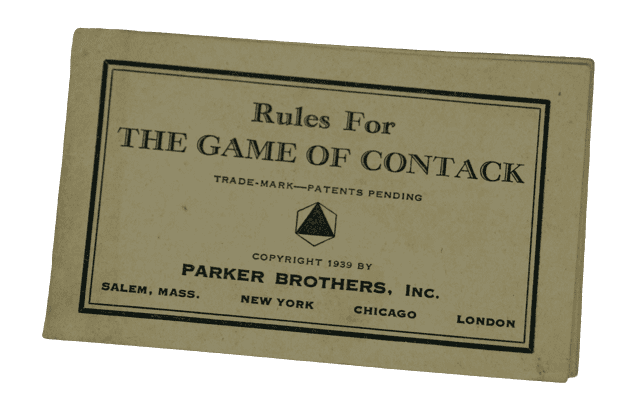 Rules For
THE GAME OF CONTACK
TRADE-MARK—PATENTS PENDING
COPYRIGHT 1939 BY
PARKER BROTHERS, INC.
SALEM, MASS. NEW YORK CHICAGO LONDON